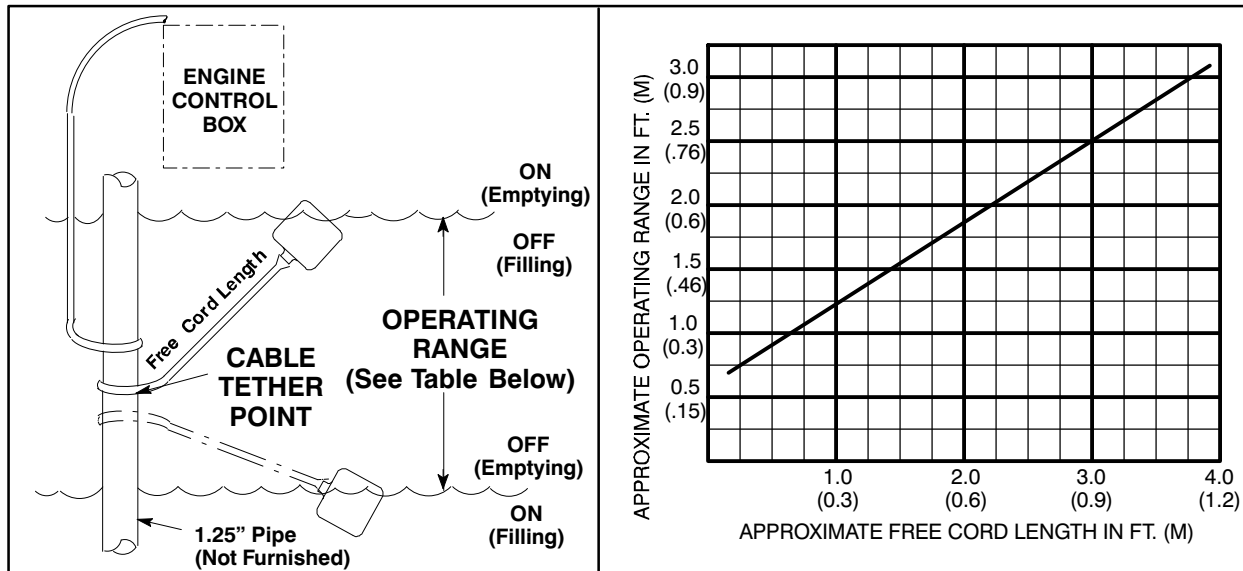 ENGINE
CONTROL
BOX
ON
(Emptying)
OFF
(Filling)
Free Cord Length
OPERATING
RANGE
(See Table Below)
CABLE
TETHER
POINT
OFF
(Emptying)
ON
(Filling)
1.25” Pipe
(Not Furnished)
APPROXIMATE OPERATING RANGE IN FT. (M)
3.0
(0.9)
2.5
(.76)
2.0
(0.6)
1.5
(.46)
1.0
(0.3)
0.5
(.15)
1.0 2.0 3.0 4.0
(0.3) (0.6) (0.9) (1.2)
APPROXIMATE FREE CORD LENGTH IN FT. (M)